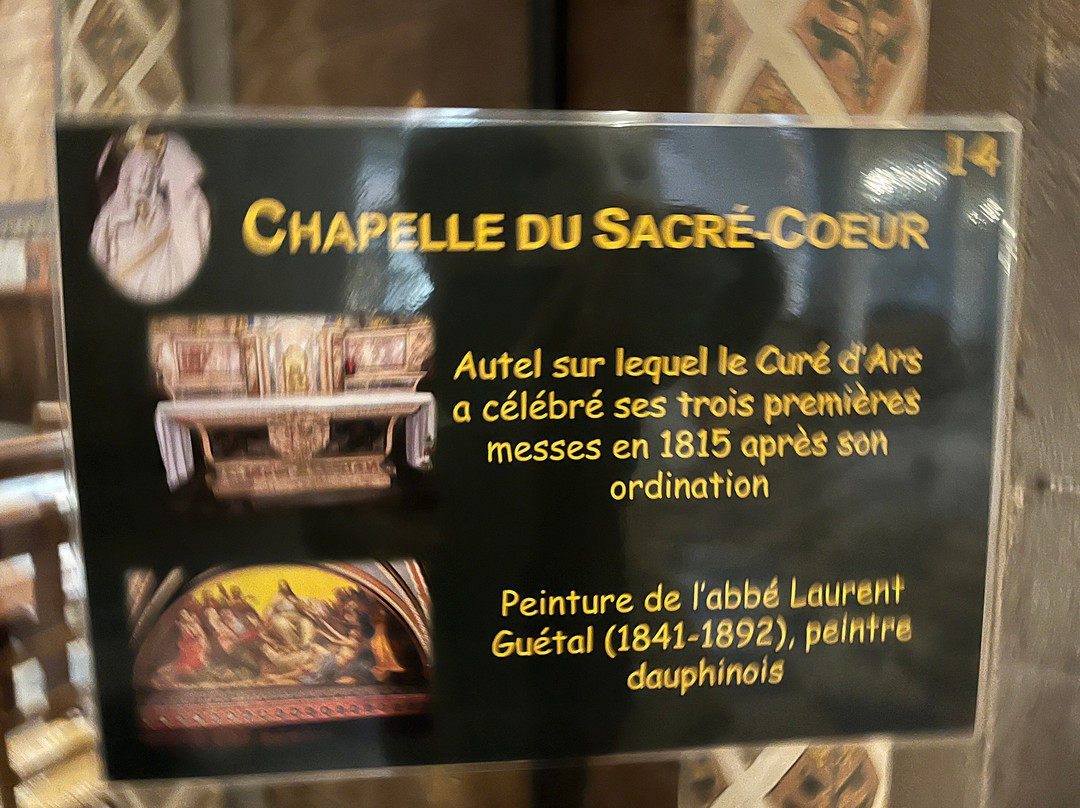 14
CHAPELLE DU SACRÉ-COEUR
Autel sur lequel le Curé d'Ars
a célébré ses trois premières
messes en 1815 après son
ordination
Peinture de l'abbé Laurent
Guétal (1841-1892), peintre
dauphinois